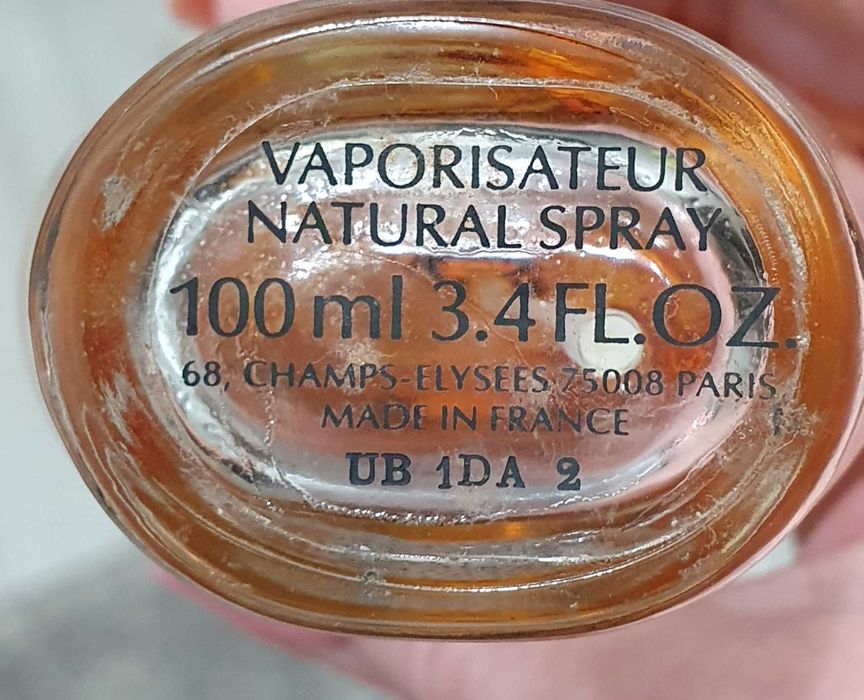 VAPORISATEUR
NATURAL SPRAY
100 ml 3.4 FL.OZ.
68, CHAMPS-ELYSEES 75008 PARIS
MADE IN FRANCE
UB 1DA 2